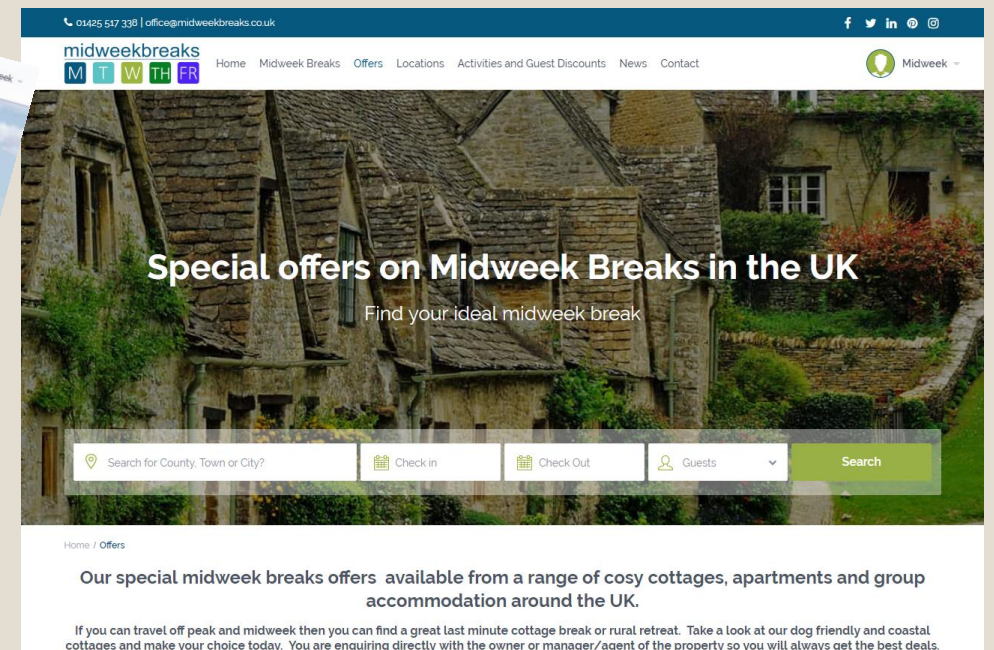 01425 517 338 | office@midweekbreaks.co.uk
midweekbreaks
M T W TH FR
Home Midweek Breaks Offers Locations Activities and Guest Discounts News Contact
Midweek
Special offers on Midweek Breaks in the UK
Find your ideal midweek break
Search for County, Town or City?
Check in
Check Out
Guests
Search
Home / Offers
Our special midweek breaks offers available from a range of cosy cottages, apartments and group
accommodation around the UK.
If you can travel off peak and midweek then you can find a great last minute cottage break or rural retreat. Take a look at our dog friendly and coastal
cottages and make your choice today. You are enquiring directly with the owner or manager/agent of the property so you will always get the best deals.